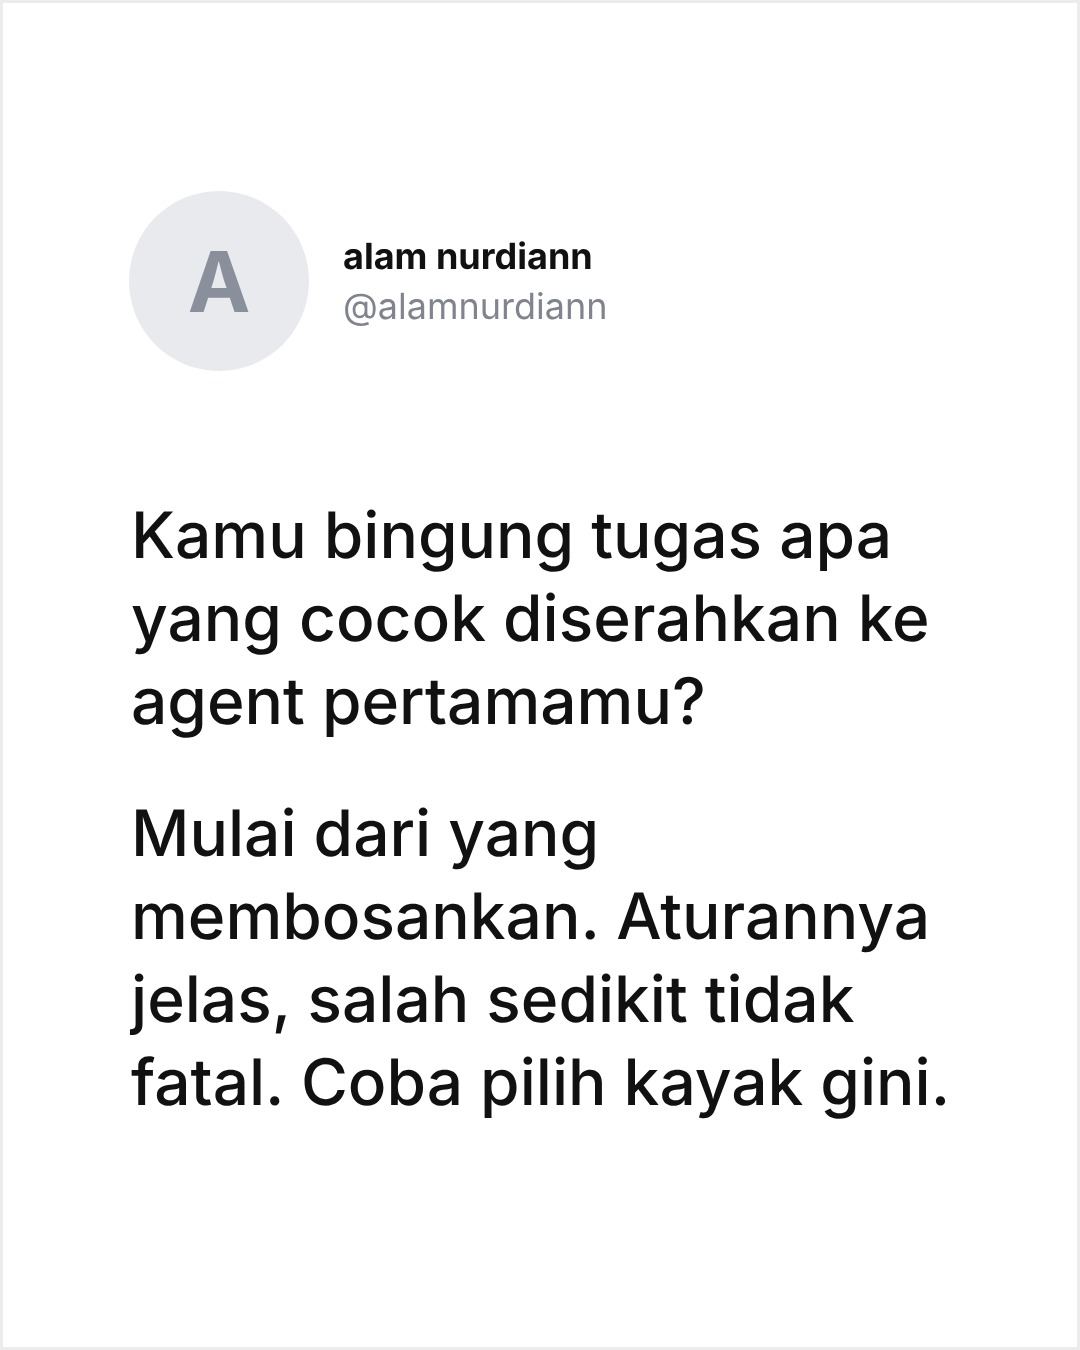 A
alam nurdiann
@alamnurdiann
Kamu bingung tugas apa
yang cocok diserahkan ke
agent pertamamu?
Mulai dari yang
membosankan. Aturannya
jelas, salah sedikit tidak
fatal. Coba pilih kayak gini.